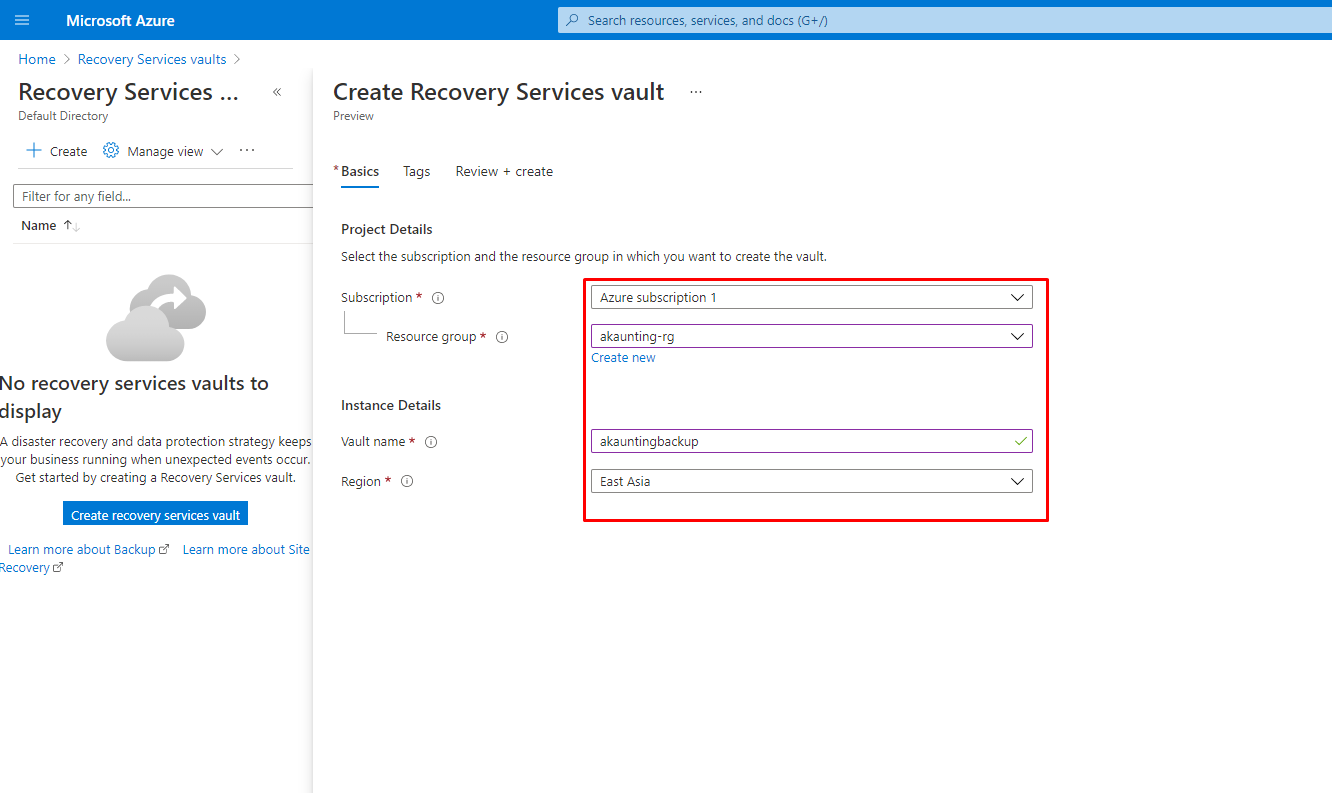 Microsoft Azure
Search resources, services, and docs (G+/)
Home > Recovery Services vaults >
Recovery Services ... «
Default Directory
Create Manage view ...
Filter for any field...
Name ↑↓
No recovery services vaults to
display
A disaster recovery and data protection strategy keeps
your business running when unexpected events occur.
Get started by creating a Recovery Services vault.
Create recovery services vault
Learn more about Backup Learn more about Site
Recovery
Create Recovery Services vault ...
Preview
* Basics Tags Review + create
Project Details
Select the subscription and the resource group in which you want to create the vault.
Subscription * Azure subscription 1
Resource group * akaunting-rg
Create new
Instance Details
Vault name * akauntingbackup
Region * East Asia